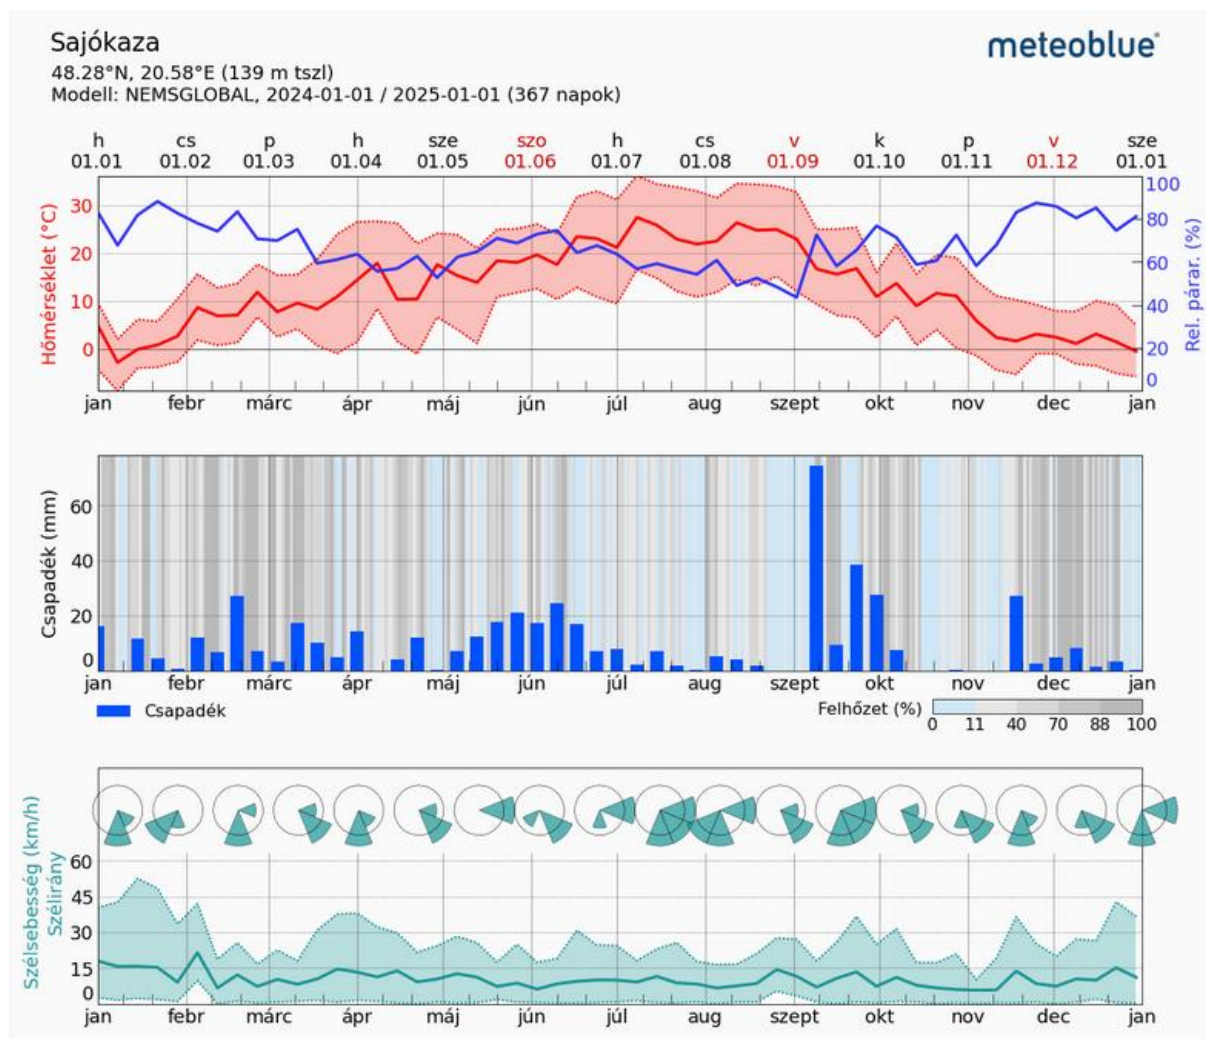 Sajókaza
meteoblue
48.28°N, 20.58°E (139 m tszl)
Modell: NEMSGLOBAL, 2024-01-01 / 2025-01-01 (367 napok)
h cs p h sze szo h cs v k p v sze
01.01 01.02 01.03 01.04 01.05 01.06 01.07 01.08 01.09 01.10 01.11 01.12 01.01
Hőmérséklet (°C)
30
20
10
0
100
80
60
40
20
0
Rel. párar. (%)
jan febr márc ápr máj jún júl aug szept okt nov dec jan
Csapadék (mm)
60
40
20
0
jan febr márc ápr máj jún júl aug szept okt nov dec jan
Csapadék
Felhőzet (%)
0 11 40 70 88 100
Szélsebesség (km/h)
Szélirány
60
45
30
15
0
jan febr márc ápr máj jún júl aug szept okt nov dec jan